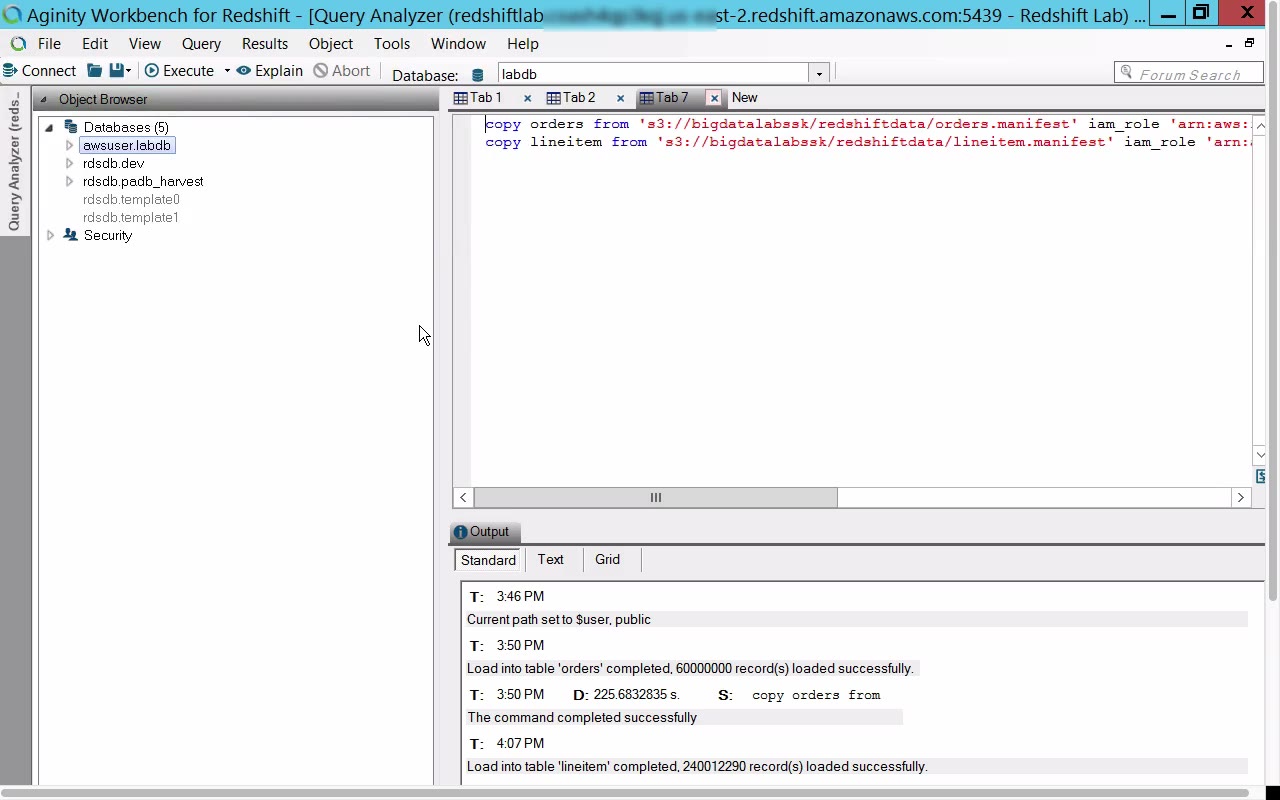 Aginity Workbench for Redshift - [Query Analyzer (redshiftlab st-2.redshift.amazonaws.com:5439 - Redshift Lab) ...
File Edit View Query Results Object Tools Window Help
Connect Execute Explain Abort Database: labdb Forum Search
Query Analyzer (reds...
Object Browser
Databases (5)
awsuser.labdb
rdsdb.dev
rdsdb.padb_harvest
rdsdb.template0
rdsdb.template1
Security
Tab 1 Tab 2 Tab 7 New
copy orders from 's3://bigdatalabssk/redshiftdata/orders.manifest' iam_role 'arn:aws:
copy lineitem from 's3://bigdatalabssk/redshiftdata/lineitem.manifest' iam_role 'arn:
Output
Standard Text Grid
T: 3:46 PM
Current path set to $user, public
T: 3:50 PM
Load into table 'orders' completed, 60000000 record(s) loaded successfully.
T: 3:50 PM D: 225.6832835 s. S: copy orders from
The command completed successfully
T: 4:07 PM
Load into table 'lineitem' completed, 240012290 record(s) loaded successfully.